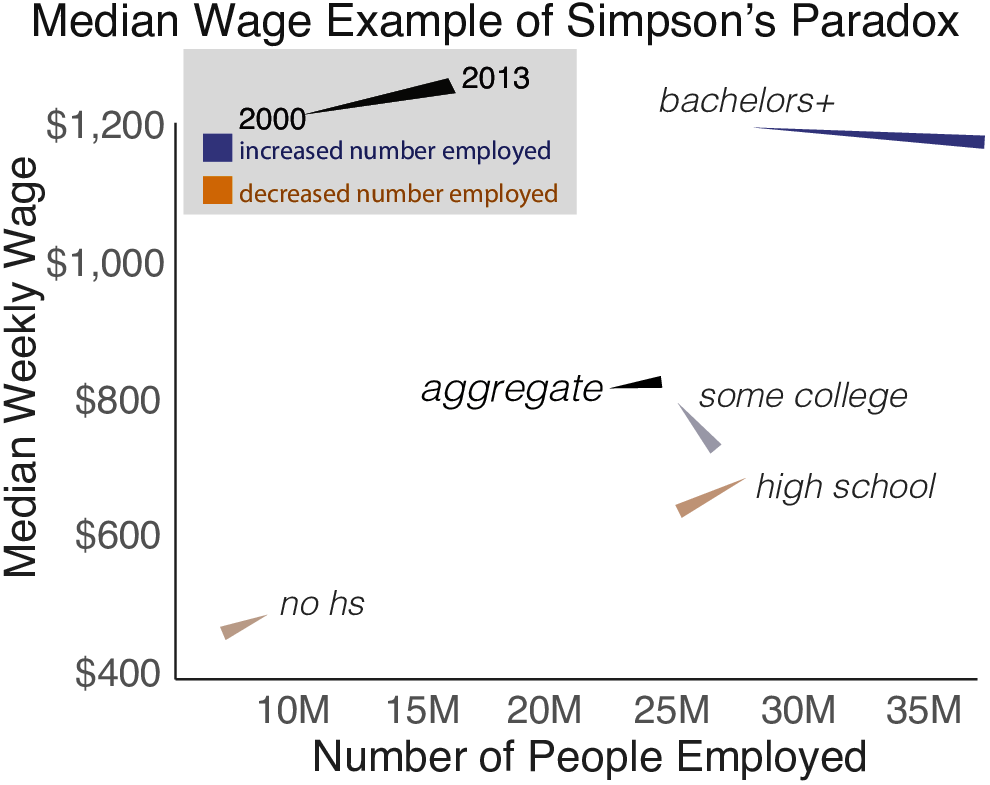 Median Wage Example of Simpson’s Paradox
2013
2000
increased number employed
decreased number employed
bachelors+
aggregate
some college
high school
no hs
Median Weekly Wage
$1,200
$1,000
$800
$600
$400
10M 15M 20M 25M 30M 35M
Number of People Employed